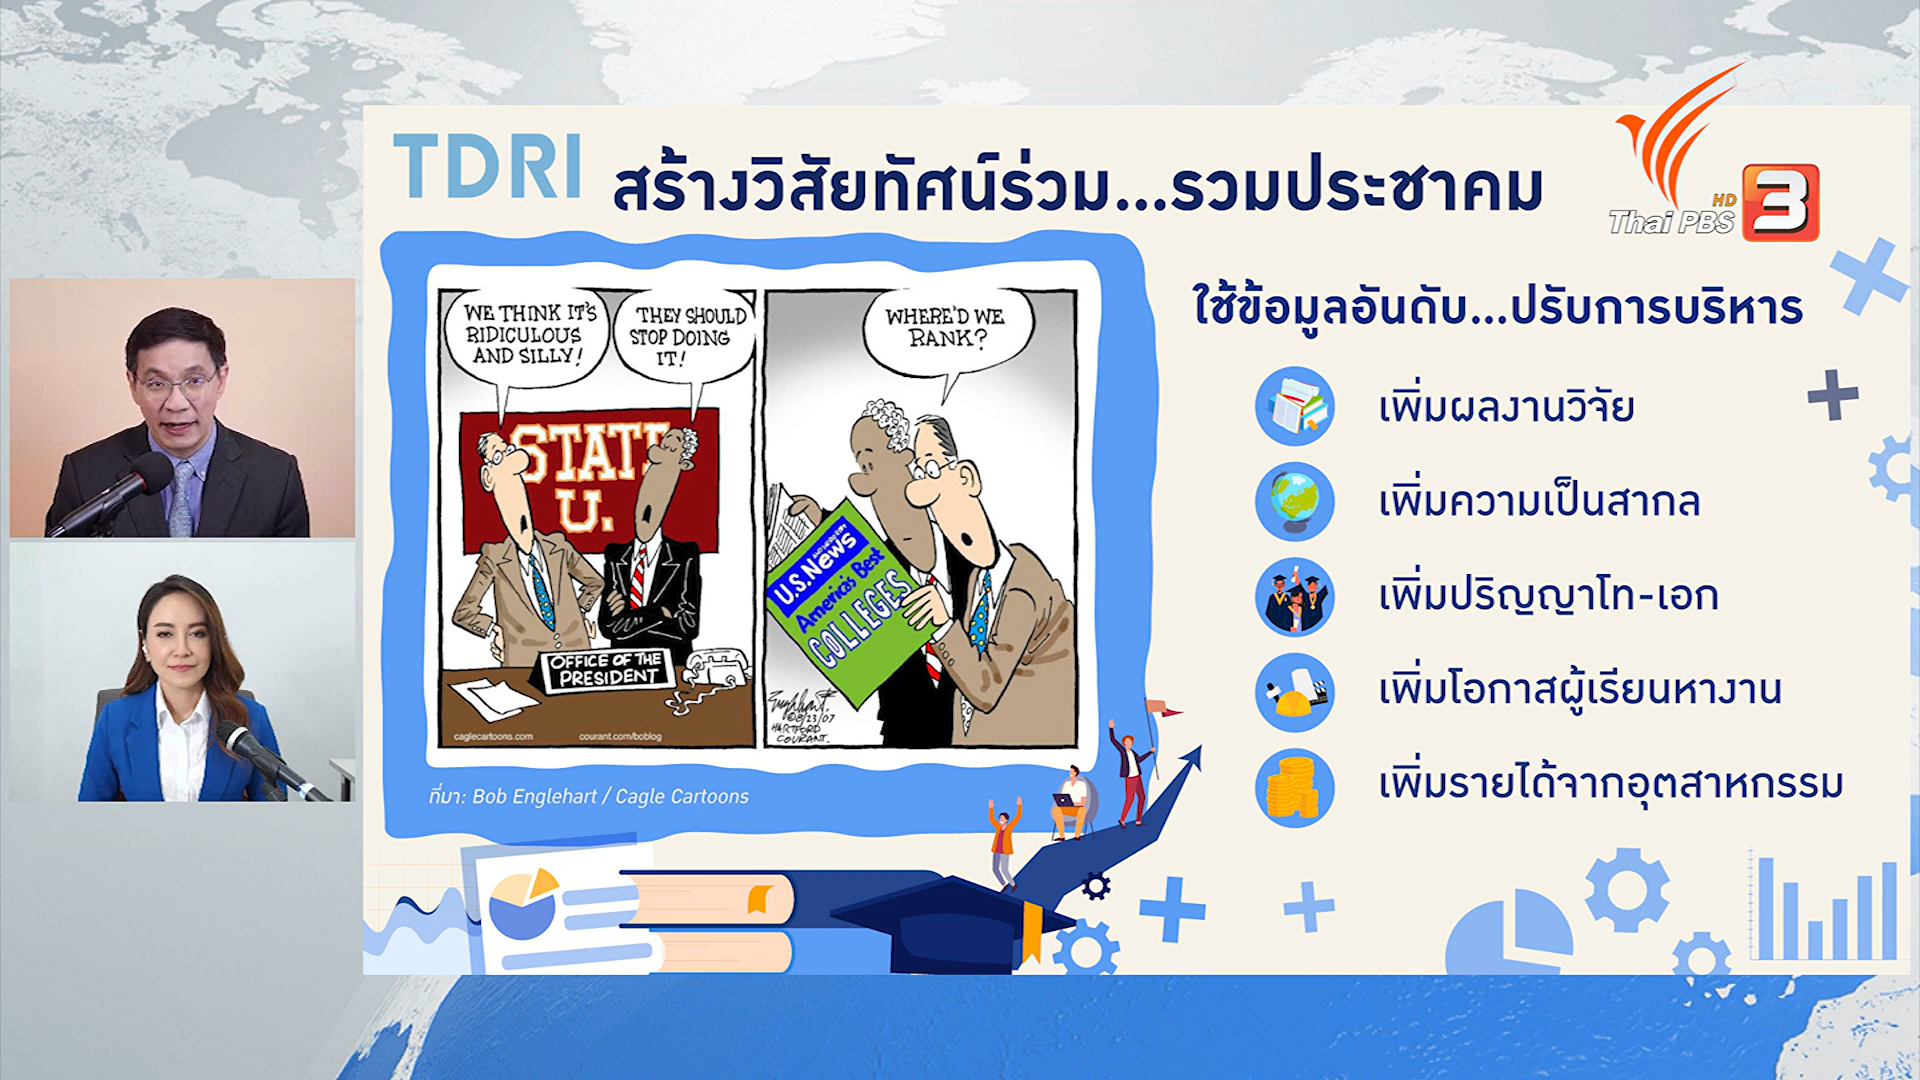 TDRI
สร้างวิสัยทัศน์ร่วม...รวมประชาคม
HD
Thai PBS 3
WE THINK IT'S
RIDICULOUS
AND SILLY!
THEY SHOULD
STOP DOING
IT!
STATE
U.
OFFICE OF THE
PRESIDENT
caglecartoons.com
courant.com/boblog
WHERE'D WE
RANK?
U.S. News
America's Best
COLLEGES
©8/23/07
HARTFORD
COURANT.
ที่มา: Bob Englehart / Cagle Cartoons
ใช้ข้อมูลอันดับ...ปรับการบริหาร
เพิ่มผลงานวิจัย
เพิ่มความเป็นสากล
เพิ่มปริญญาโท-เอก
เพิ่มโอกาสผู้เรียนหางาน
เพิ่มรายได้จากอุตสาหกรรม